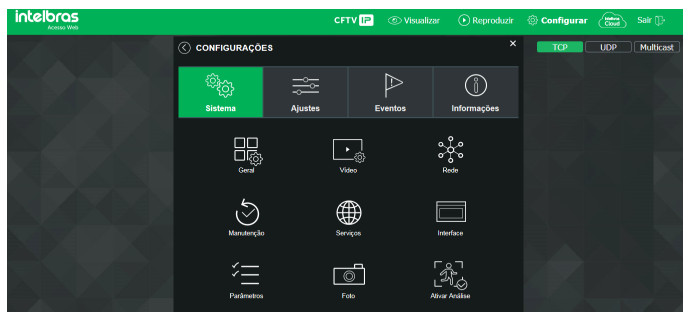 intelbras
Acesso Web
CFTV IP Visualizar Reproduzir Configurar Intelbras Cloud Sair
CONFIGURAÇÕES ×
TCP UDP Multicast
Sistema Ajustes Eventos Informações
Geral Vídeo Rede
Manutenção Serviços Interface
Parâmetros Foto Ativar Análise